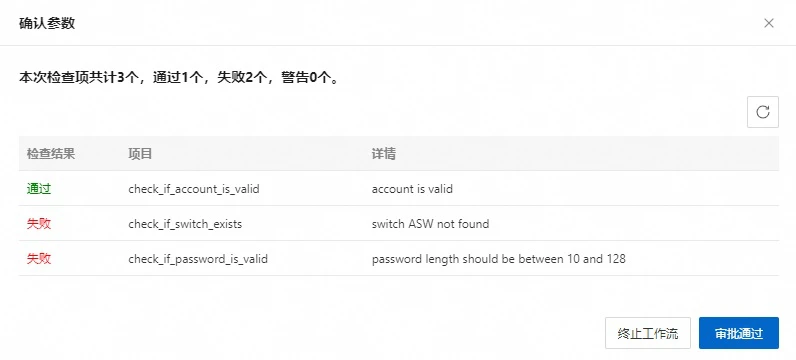 确认参数
本次检查项共计3个，通过1个，失败2个，警告0个。
检查结果 项目 详情
通过 check_if_account_is_valid account is valid
失败 check_if_switch_exists switch ASW not found
失败 check_if_password_is_valid password length should be between 10 and 128
终止工作流 审批通过